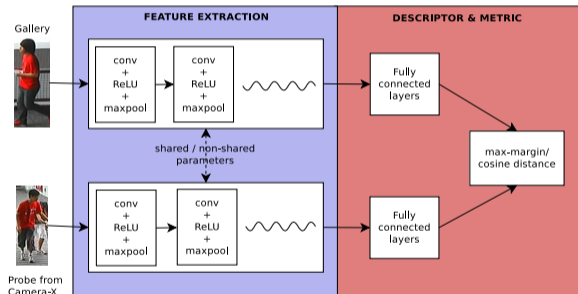 FEATURE EXTRACTION
DESCRIPTOR & METRIC
Gallery
conv
+
ReLU
+
maxpool
conv
+
ReLU
+
maxpool
Fully
connected
layers
shared / non-shared
parameters
max-margin/
cosine distance
conv
+
ReLU
+
maxpool
conv
+
ReLU
+
maxpool
Fully
connected
layers
Probe from
Camera-X